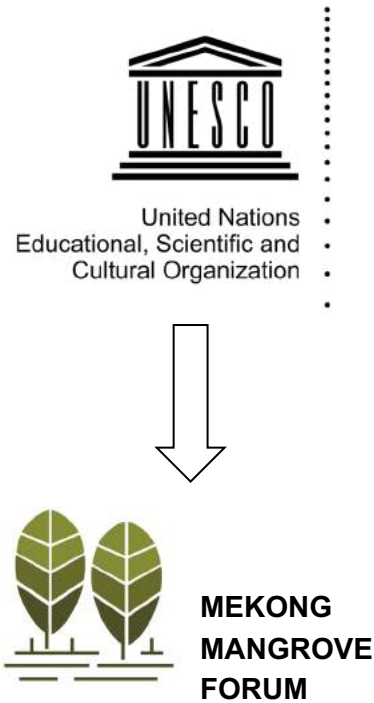 UNESCO
United Nations
Educational, Scientific and
Cultural Organization
MEKONG
MANGROVE
FORUM